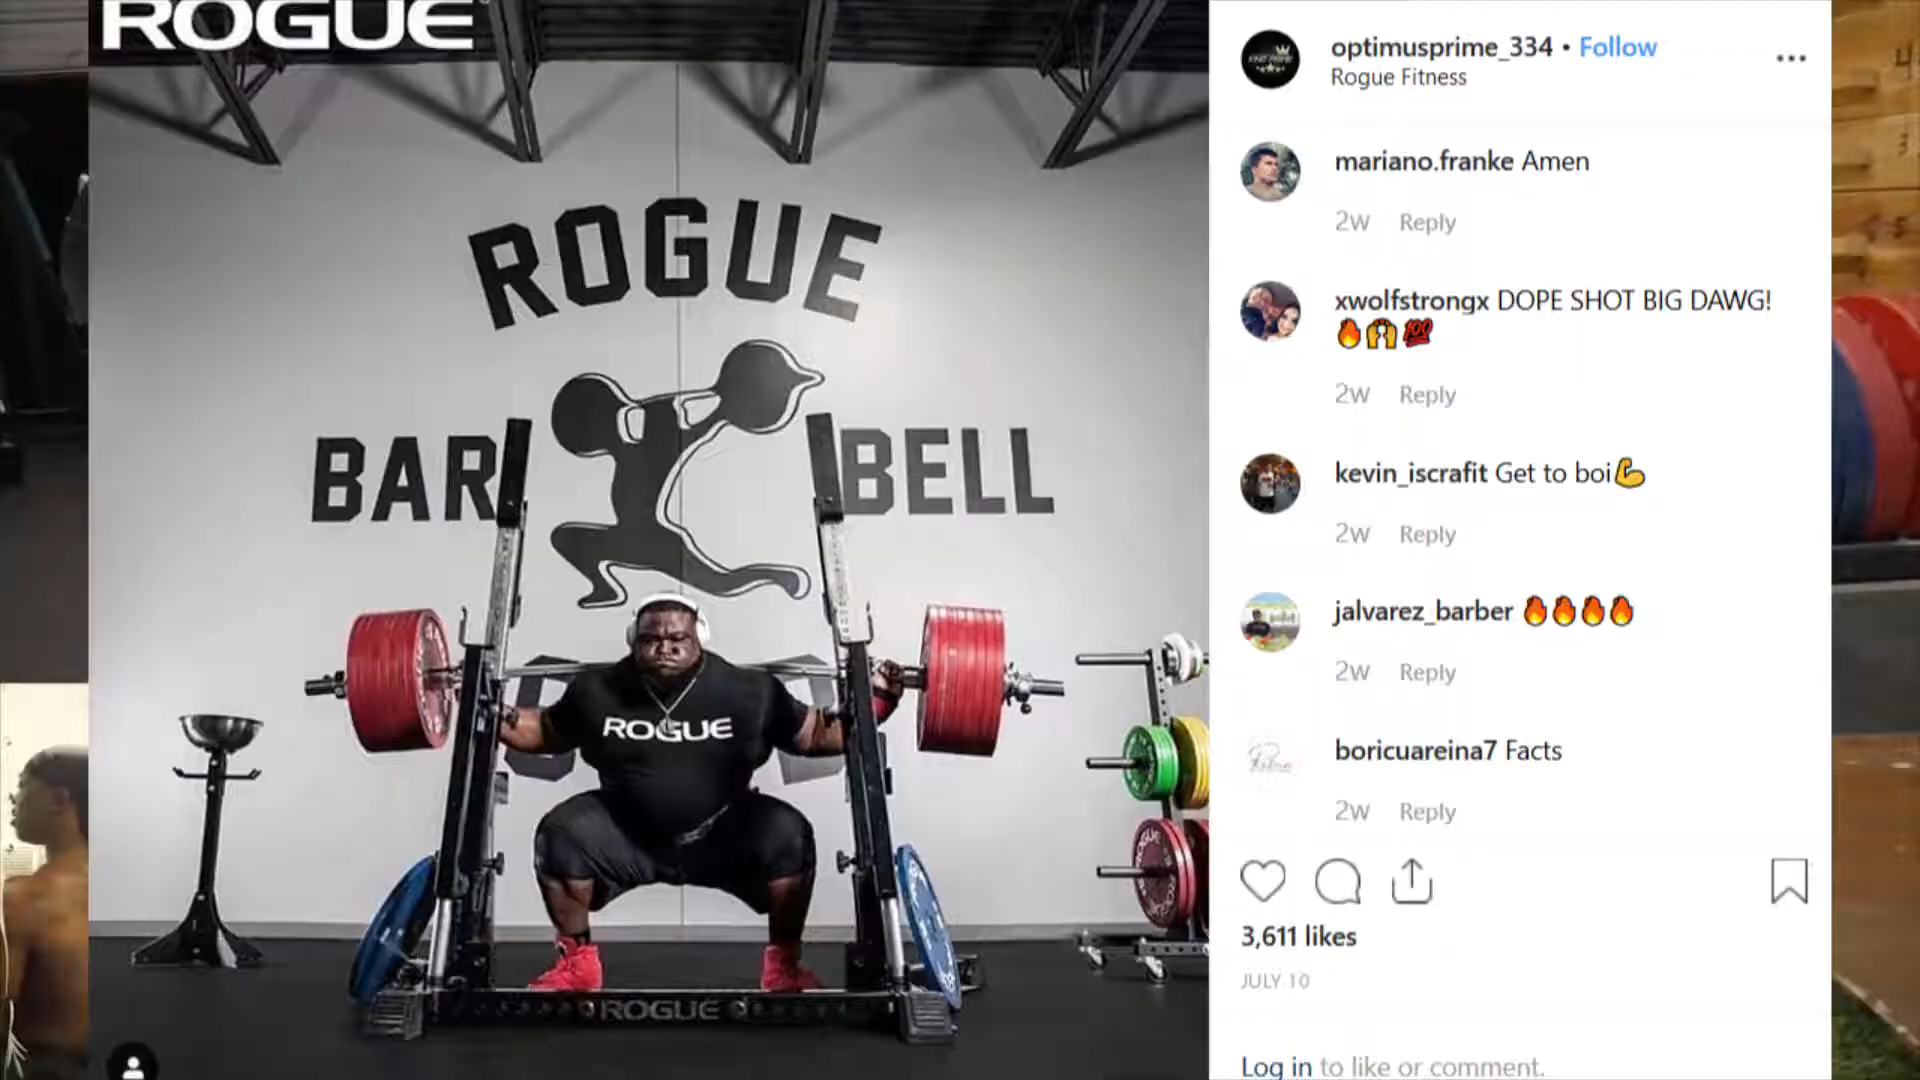 ROGUE
ROGUE
BAR BELL
ROGUE
ROGUE
optimusprime_334 • Follow
Rogue Fitness
mariano.franke Amen
2w Reply
xwolfstrongx DOPE SHOT BIG DAWG!
🔥🙌💯
2w Reply
kevin_iscrafit Get to boi💪
2w Reply
jalvarez_barber 🔥🔥🔥🔥
2w Reply
boricuareina7 Facts
2w Reply
3,611 likes
JULY 10
Log in to like or comment.